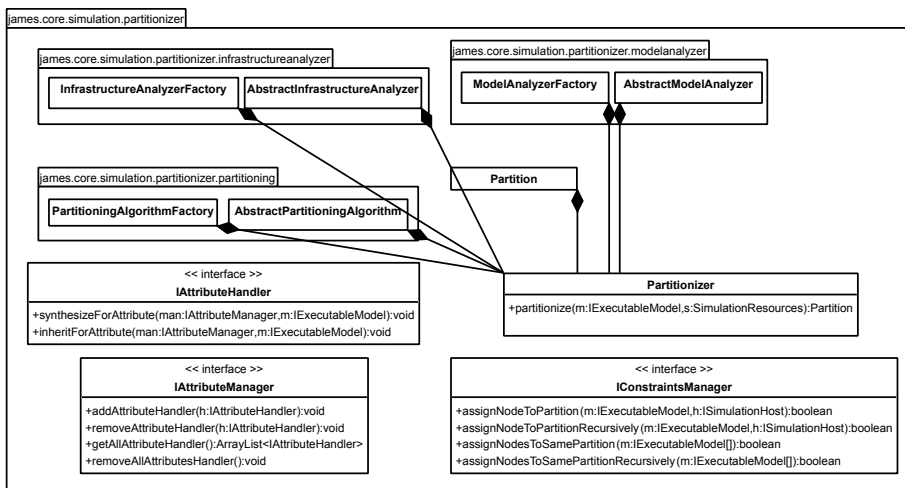 james.core.simulation.partitionizer
james.core.simulation.partitionizer.infrastructureanalyzer
InfrastructureAnalyzerFactory
AbstractInfrastructureAnalyzer
james.core.simulation.partitionizer.modelanalyzer
ModelAnalyzerFactory
AbstractModelAnalyzer
james.core.simulation.partitionizer.partitioning
PartitioningAlgorithmFactory
AbstractPartitioningAlgorithm
Partition
<< interface >>
IAttributeHandler
+synthesizeForAttribute(man:IAttributeManager,m:IExecutableModel):void
+inheritForAttribute(man:IAttributeManager,m:IExecutableModel):void
Partitionizer
+partitionize(m:IExecutableModel,s:SimulationResources):Partition
<< interface >>
IAttributeManager
+addAttributeHandler(h:IAttributeHandler):void
+removeAttributeHandler(h:IAttributeHandler):void
+getAllAttributeHandler():ArrayList<IAttributeHandler>
+removeAllAttributesHandler():void
<< interface >>
IConstraintsManager
+assignNodeToPartition(m:IExecutableModel,h:ISimulationHost):boolean
+assignNodeToPartitionRecursively(m:IExecutableModel,h:ISimulationHost):boolean
+assignNodesToSamePartition(m:IExecutableModel[]):boolean
+assignNodesToSamePartitionRecursively(m:IExecutableModel[]):boolean